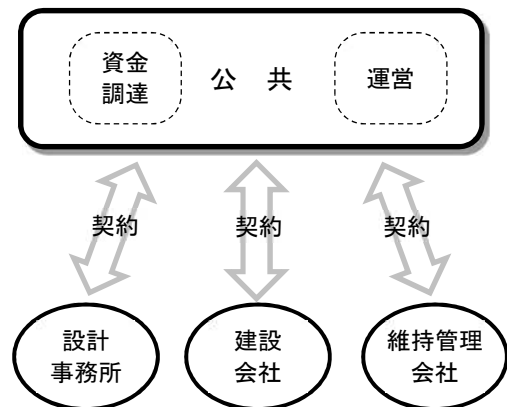 資金
調達
公　共
運営
契約
契約
契約
設計
事務所
建設
会社
維持管理
会社